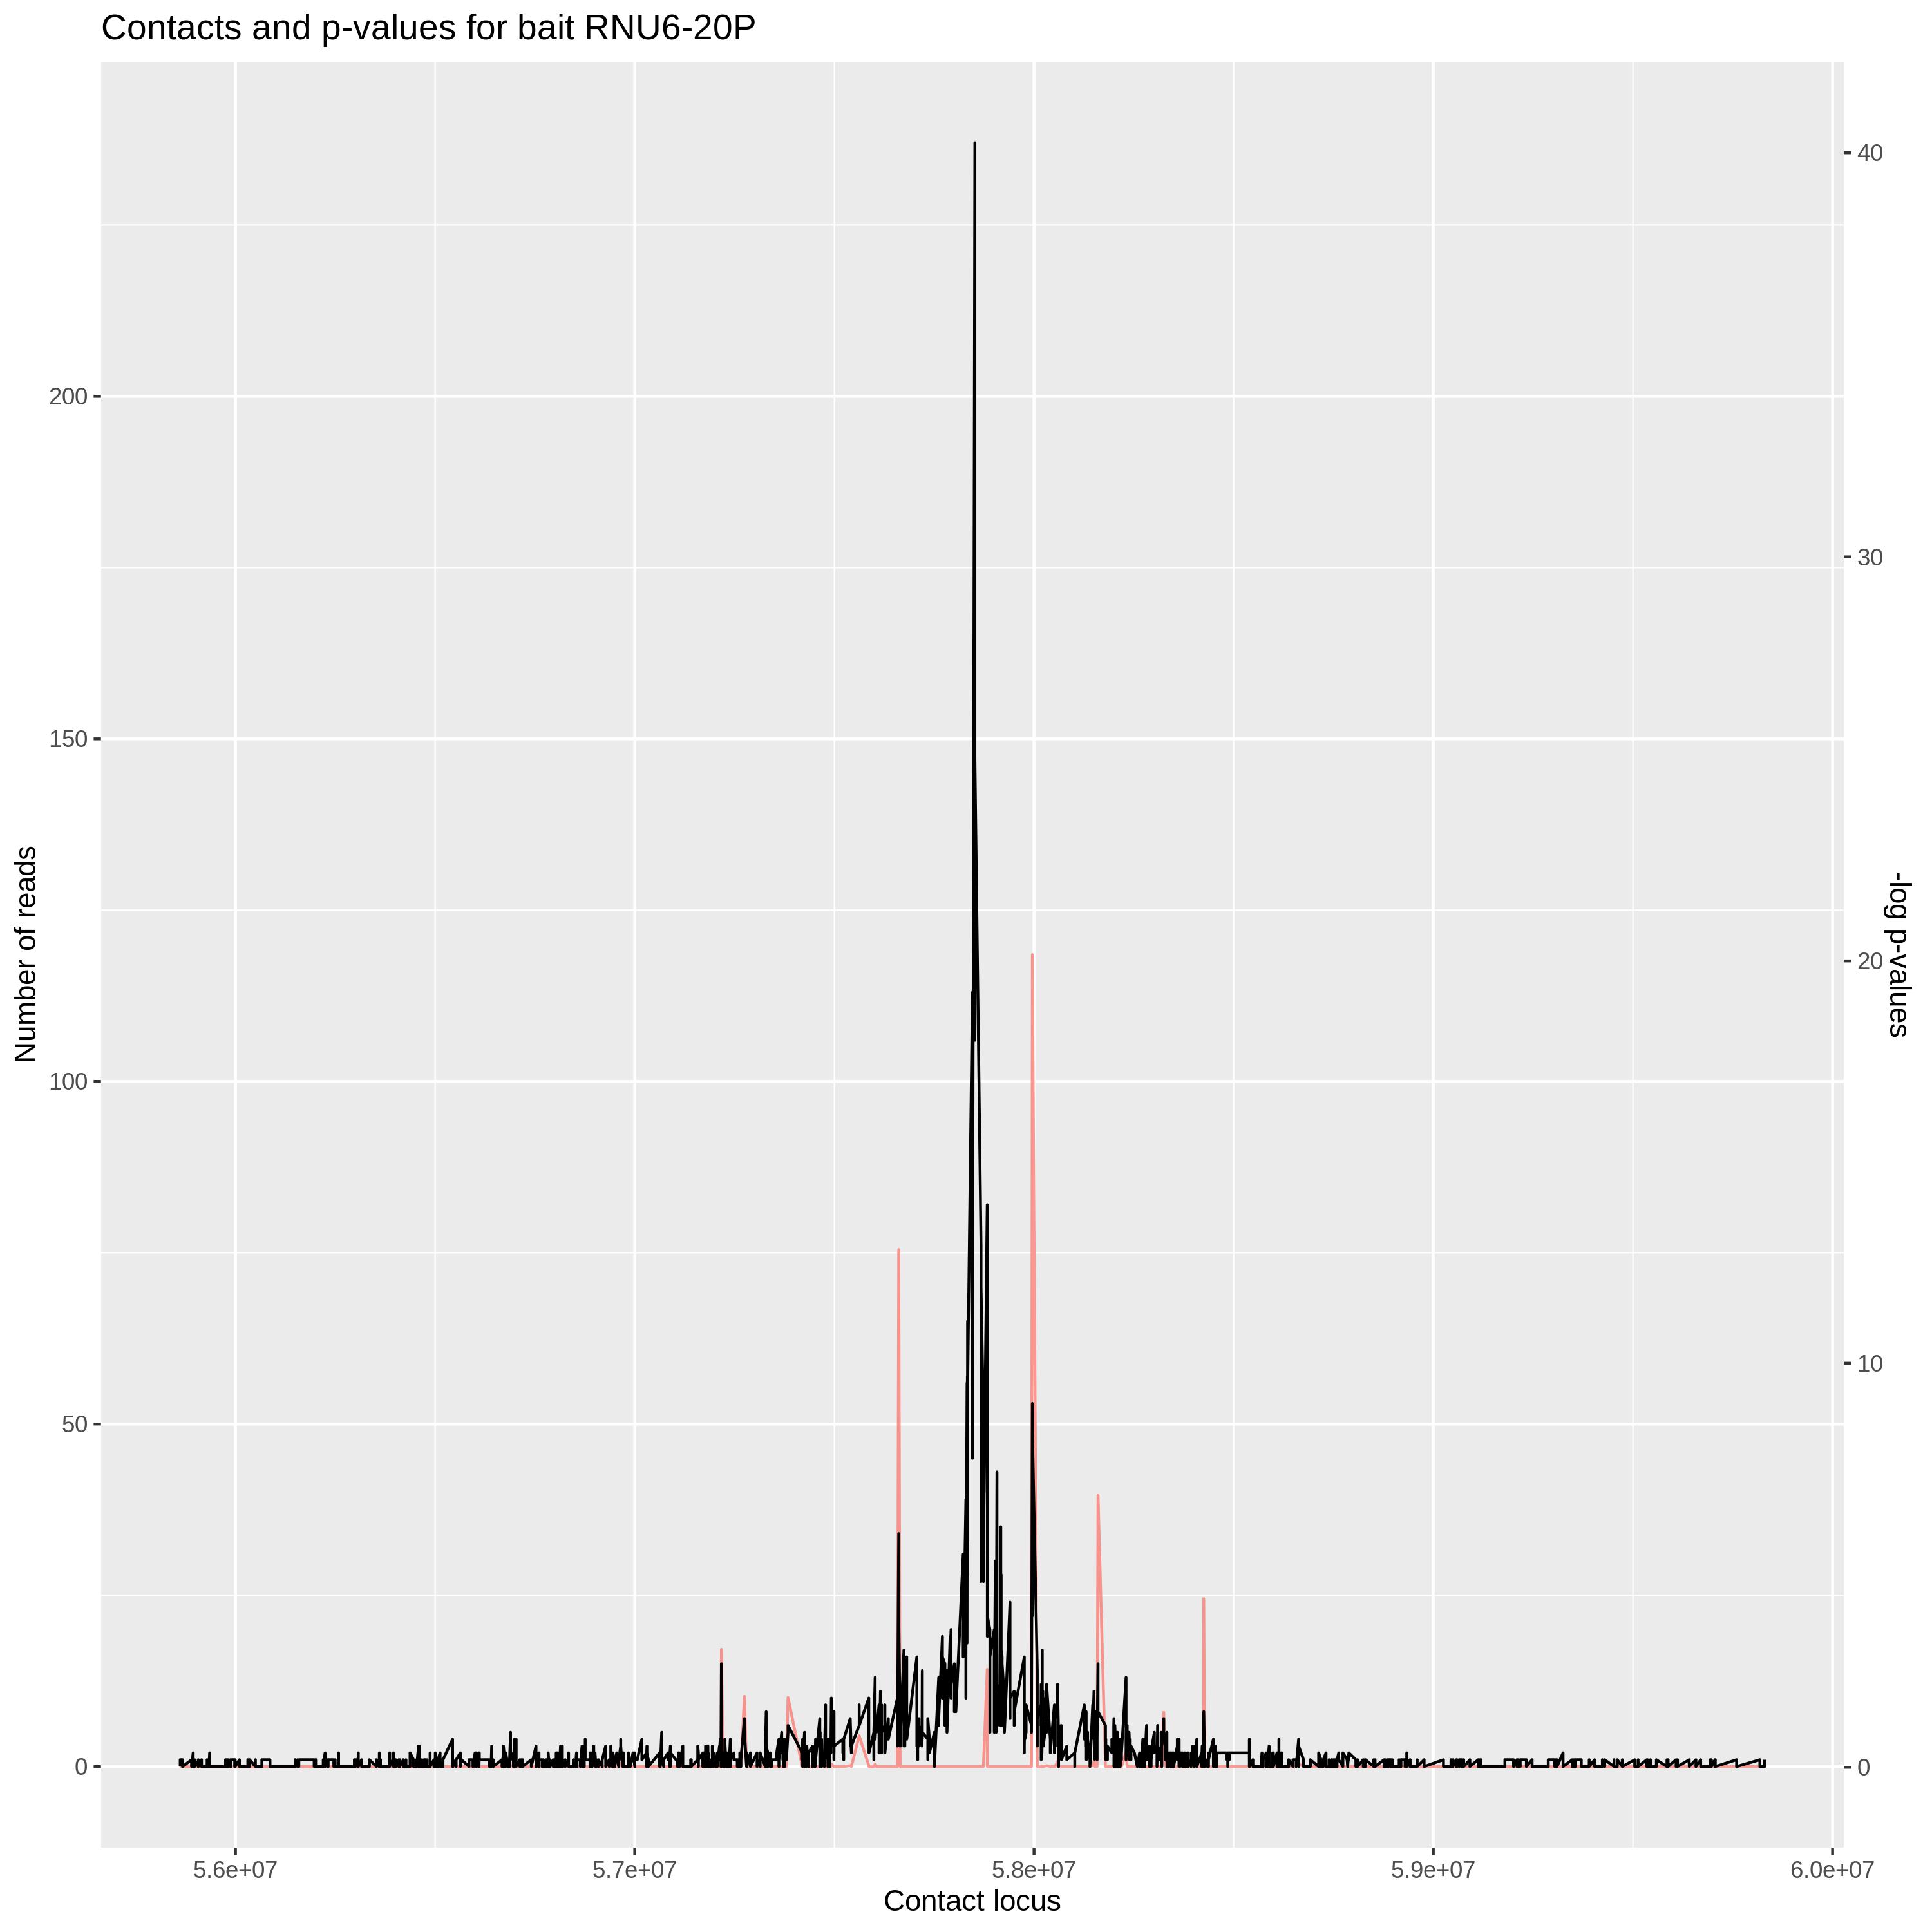 Contacts and p-values for bait RNU6-20P
Number of reads
200
150
100
50
0
40
30
20
10
0
-log p-values
5.6e+07
5.7e+07
5.8e+07
5.9e+07
6.0e+07
Contact locus